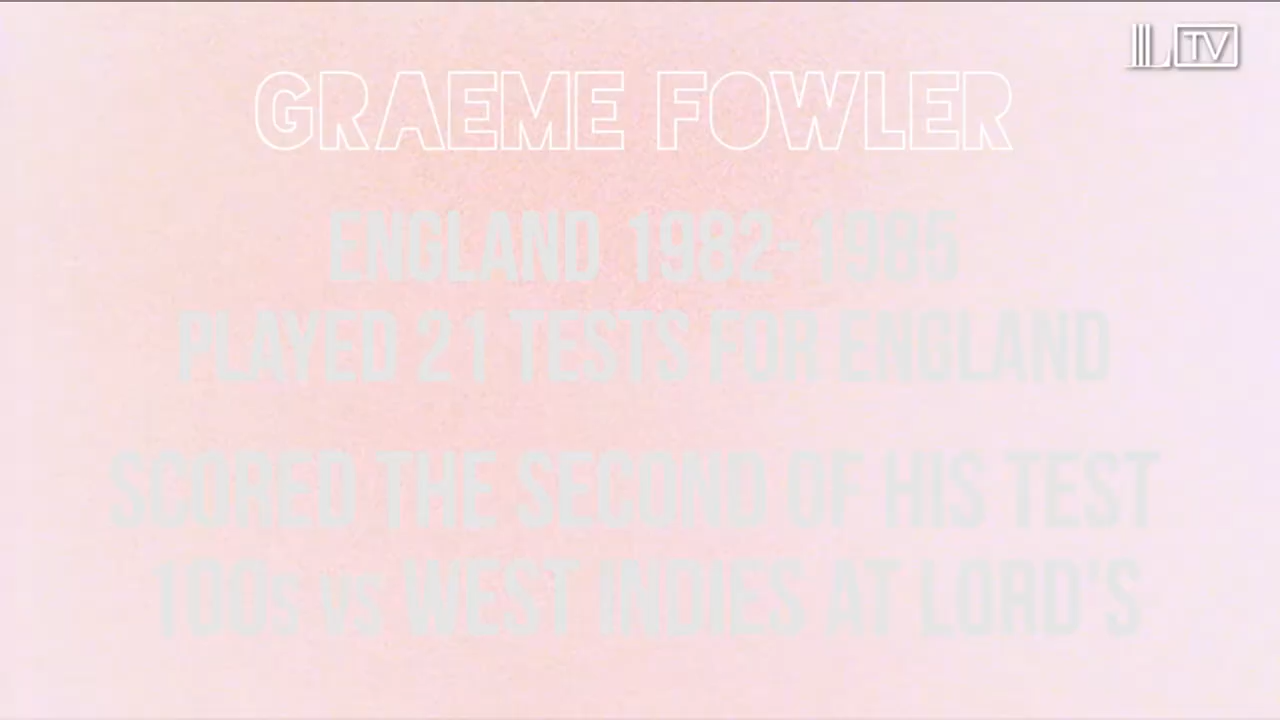 LTV
GRAEME FOWLER
ENGLAND 1982-1985
PLAYED 21 TESTS FOR ENGLAND
SCORED THE SECOND OF HIS TEST
100s vs WEST INDIES AT LORD'S